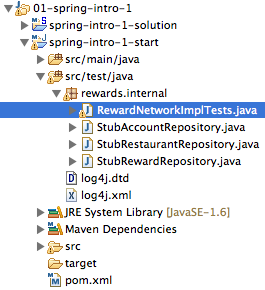 01-spring-intro-1
spring-intro-1-solution
spring-intro-1-start
src/main/java
src/test/java
rewards.internal
RewardNetworkImplTests.java
StubAccountRepository.java
StubRestaurantRepository.java
StubRewardRepository.java
log4j.dtd
log4j.xml
JRE System Library [JavaSE-1.6]
Maven Dependencies
src
target
pom.xml